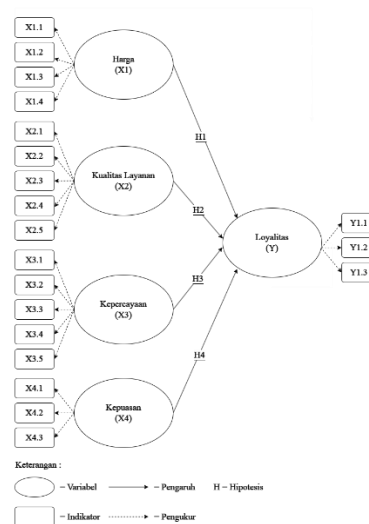 X1.1
X1.2
X1.3
X1.4
Harga
(X1)
H1
X2.1
X2.2
X2.3
X2.4
X2.5
Kualitas Layanan
(X2)
H2
Loyalitas
(Y)
Y1.1
Y1.2
Y1.3
X3.1
X3.2
X3.3
X3.4
X3.5
Kepercayaan
(X3)
H3
X4.1
X4.2
X4.3
Kepuasan
(X4)
H4
Keterangan :
= Variabel = Pengaruh H = Hipotesis
= Indikator = Pengukur